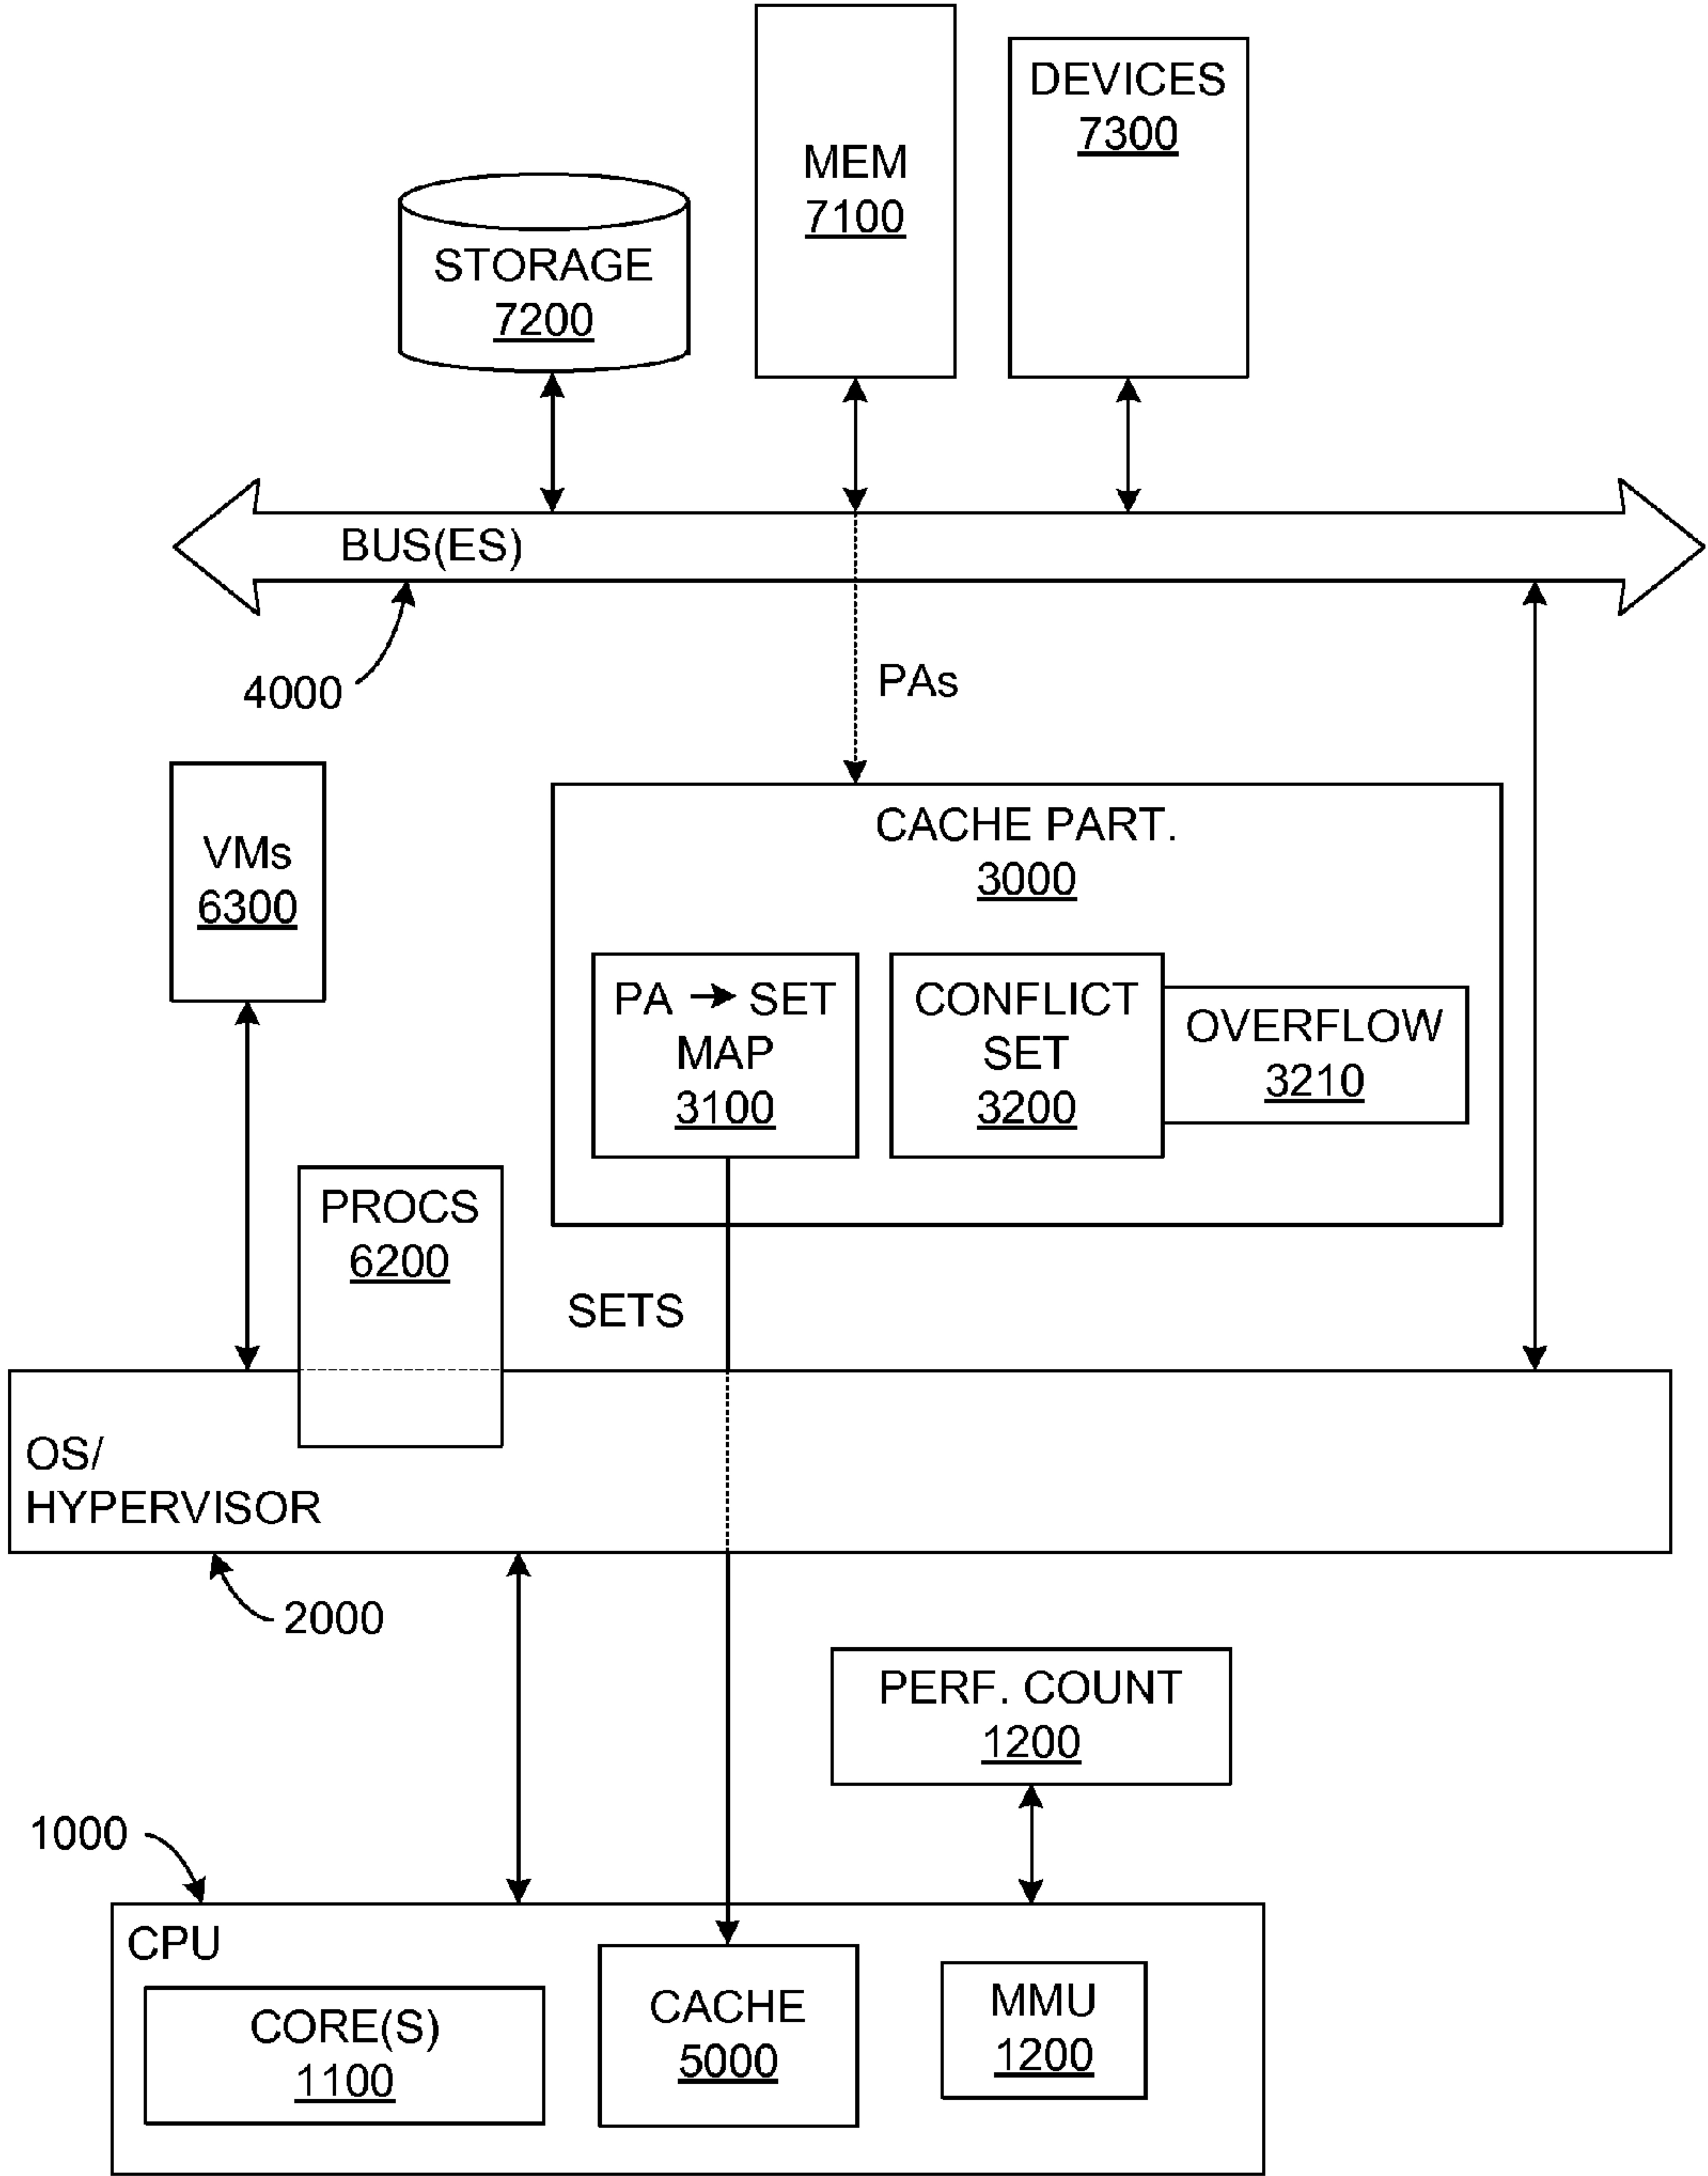 DEVICES
7300
MEM
7100
STORAGE
7200
BUS(ES)
4000
PAs
CACHE PART.
3000
VMs
6300
PA → SET
MAP
3100
CONFLICT
SET
3200
OVERFLOW
3210
PROCS
6200
SETS
OS/
HYPERVISOR
2000
PERF. COUNT
1200
1000
CPU
CORE(S)
1100
CACHE
5000
MMU
1200